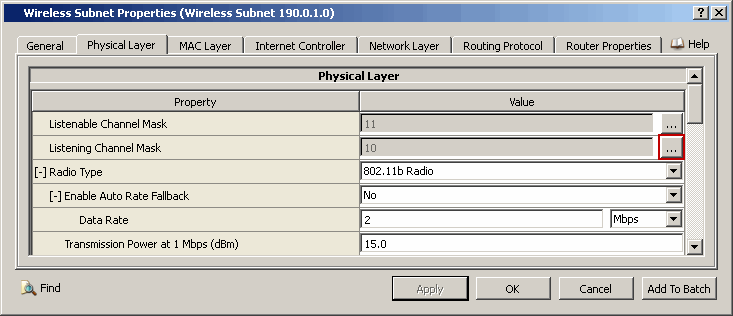 Wireless Subnet Properties (Wireless Subnet 190.0.1.0)
General Physical Layer MAC Layer Internet Controller Network Layer Routing Protocol Router Properties Help
Physical Layer
Property Value
Listenable Channel Mask 11 ...
Listening Channel Mask 10 ...
[-] Radio Type 802.11b Radio
[-] Enable Auto Rate Fallback No
Data Rate 2 Mbps
Transmission Power at 1 Mbps (dBm) 15.0
Find Apply OK Cancel Add To Batch